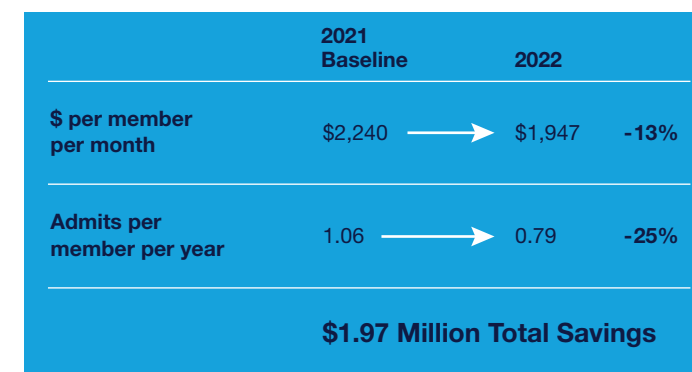 2021
Baseline
2022
$ per member
per month
$2,240
$1,947
-13%
Admits per
member per year
1.06
0.79
-25%
$1.97 Million Total Savings